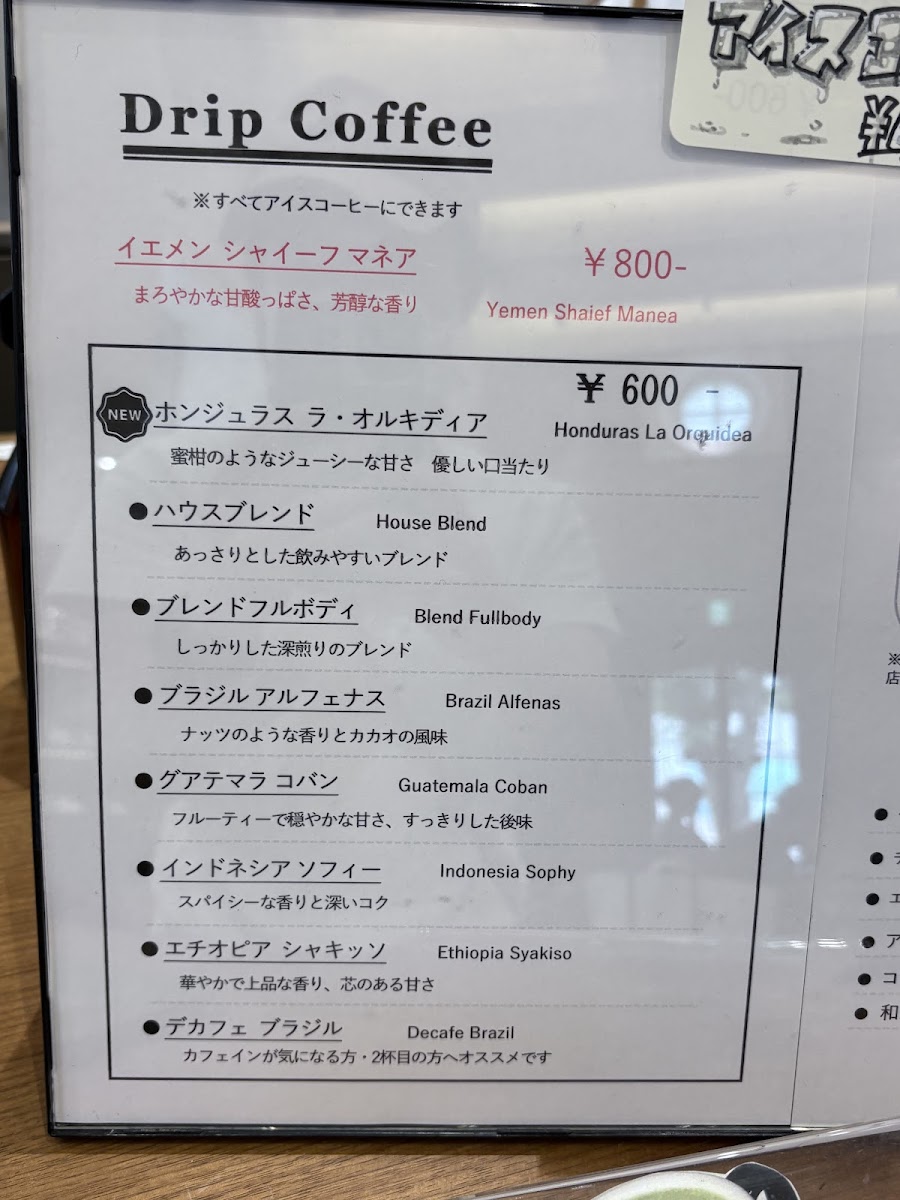 Drip Coffee
※すべてアイスコーヒーにできます
イエメン シャイーフ マネア
¥800-
まろやかな甘酸っぱさ、芳醇な香り
Yemen Shaief Manea
¥ 600 -
NEW
ホンジュラス ラ・オルキディア
Honduras La Orquidea
蜜柑のようなジューシーな甘さ 優しい口当たり
●ハウスブレンド
House Blend
あっさりとした飲みやすいブレンド
●ブレンドフルボディ
Blend Fullbody
しっかりした深煎りのブレンド
●ブラジル アルフェナス
Brazil Alfenas
ナッツのような香りとカカオの風味
●グアテマラ コバン
Guatemala Coban
フルーティーで穏やかな甘さ、すっきりした後味
●インドネシア ソフィー
Indonesia Sophy
スパイシーな香りと深いコク
●エチオピア シャキッソ
Ethiopia Syakiso
華やかで上品な香り、芯のある甘さ
●デカフェ ブラジル
Decafe Brazil
カフェインが気になる方・2杯目の方へオススメです
アイス
¥
※
店
● ア
● コ
● 和